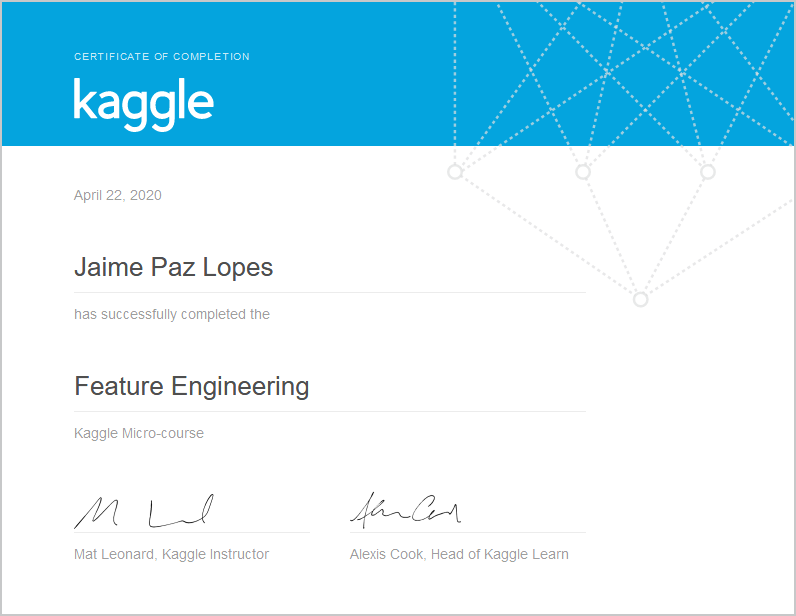 CERTIFICATE OF COMPLETION
kaggle
April 22, 2020
Jaime Paz Lopes
has successfully completed the
Feature Engineering
Kaggle Micro-course
Mat Leonard, Kaggle Instructor
Alexis Cook, Head of Kaggle Learn